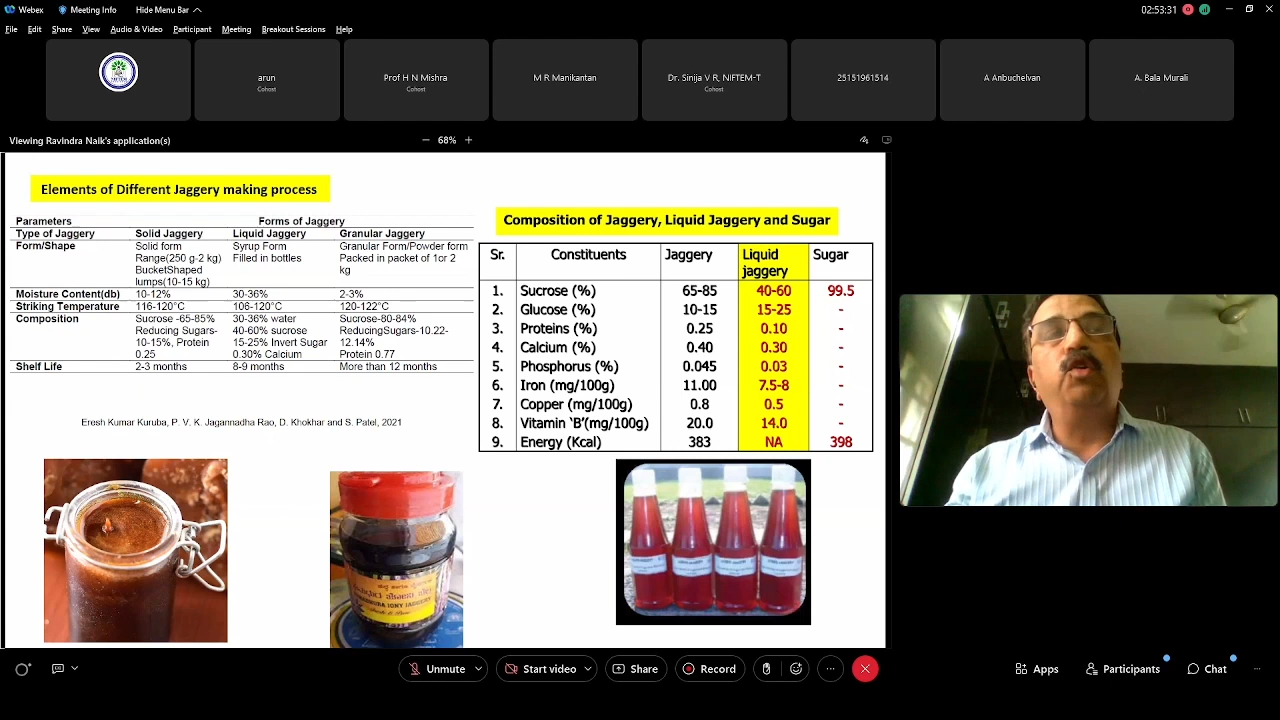 Webex Meeting Info Hide Menu Bar
02:53:31
File Edit Share View Audio & Video Participant Meeting Breakout Sessions Help
arun
Cohost
Prof H N Mishra
Cohost
M R Manikantan
Dr. Sinija V R, NIFTEM-T
Cohost
25151961514
A Anbuchelvan
A. Bala Murali
Viewing Ravindra Naik's application(s)
− 68% +
Elements of Different Jaggery making process
Parameters Forms of Jaggery
Type of Jaggery Solid Jaggery Liquid Jaggery Granular Jaggery
Form/Shape Solid form Syrup Form Granular Form/Powder form
Range(250 g-2 kg) Filled in bottles Packed in packet of 1or 2
BucketShaped kg
lumps(10-15 kg)
Moisture Content(db) 10-12% 30-36% 2-3%
Striking Temperature 116-120°C 106-120°C 120-122°C
Composition Sucrose -65-85% 30-36% water Sucrose-80-84%
Reducing Sugars- 40-60% sucrose ReducingSugars-10.22-
10-15%, Protein 15-25% Invert Sugar 12.14%
0.25 0.30% Calcium Protein 0.77
Shelf Life 2-3 months 8-9 months More than 12 months
Eresh Kumar Kuruba, P. V. K. Jagannadha Rao, D. Khokhar and S. Patel, 2021
Composition of Jaggery, Liquid Jaggery and Sugar
Sr. Constituents Jaggery Liquid Sugar
jaggery
1. Sucrose (%) 65-85 40-60 99.5
2. Glucose (%) 10-15 15-25 -
3. Proteins (%) 0.25 0.10 -
4. Calcium (%) 0.40 0.30 -
5. Phosphorus (%) 0.045 0.03 -
6. Iron (mg/100g) 11.00 7.5-8 -
7. Copper (mg/100g) 0.8 0.5 -
8. Vitamin 'B'(mg/100g) 20.0 14.0 -
9. Energy (Kcal) 383 NA 398
JAGGERY
Unmute Start video Share Record
Apps Participants Chat